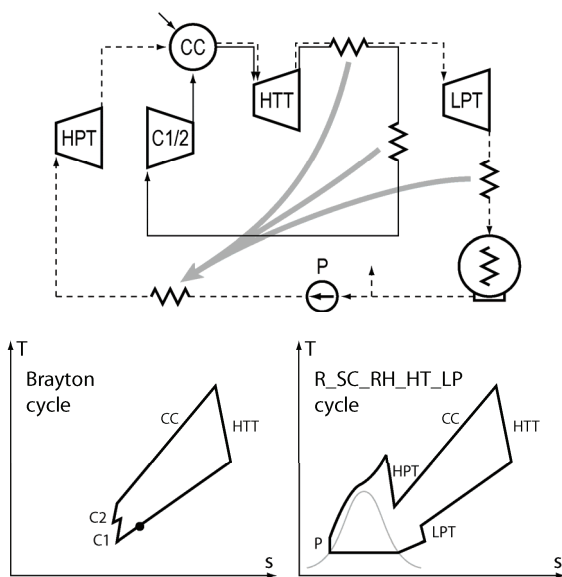 CC
HTT
LPT
HPT
C1/2
P
T
Brayton
cycle
CC
HTT
C2
C1
s
T
R_SC_RH_HT_LP
cycle
CC
HTT
HPT
LPT
P
s